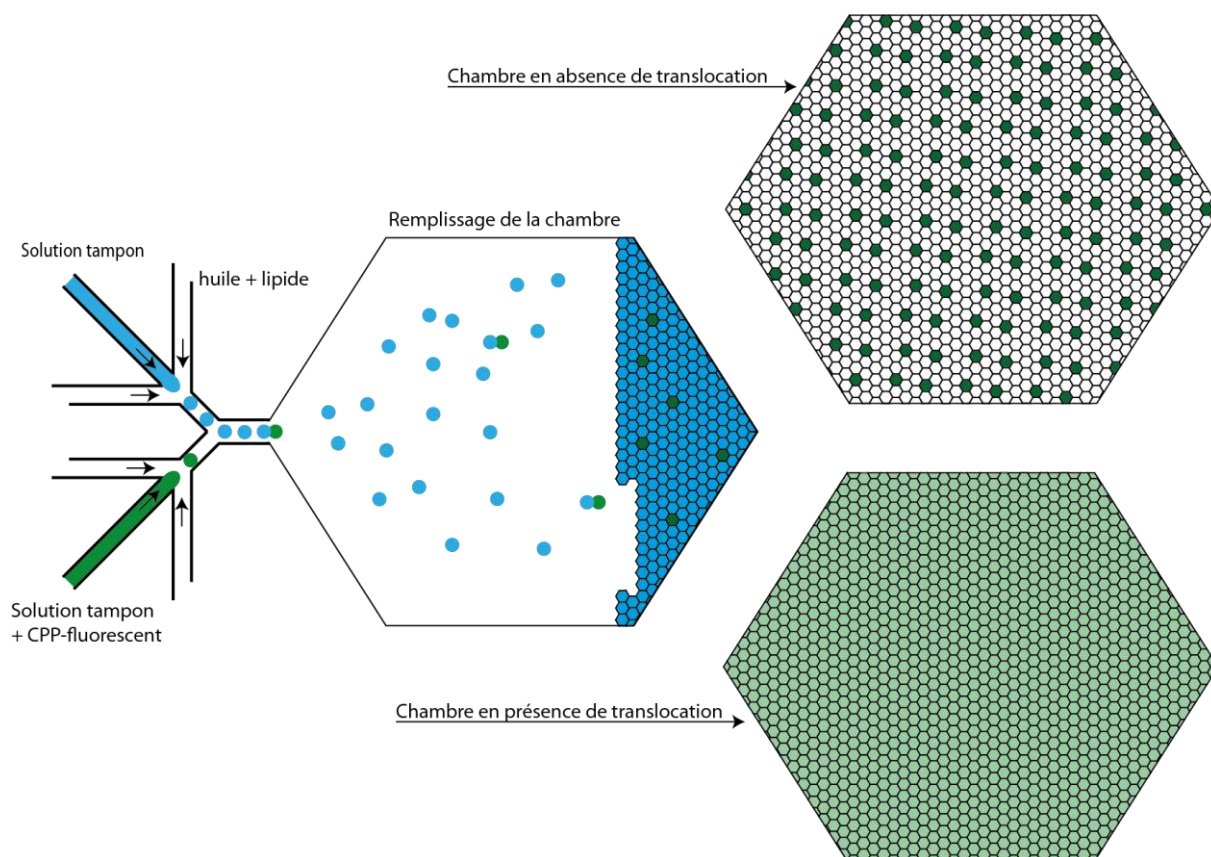 Chambre en absence de translocation
Remplissage de la chambre
Solution tampon
huile + lipide
Solution tampon
+ CPP-fluorescent
Chambre en présence de translocation